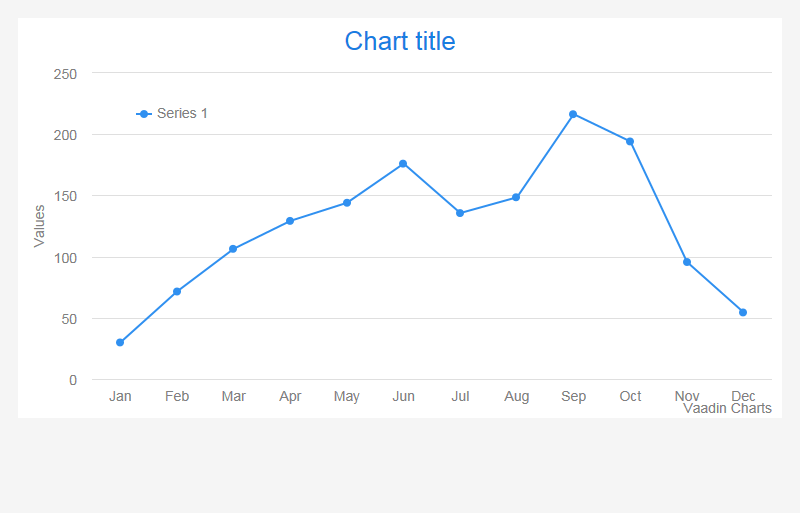 Chart title
250
200
150
100
50
0
Values
Series 1
Jan Feb Mar Apr May Jun Jul Aug Sep Oct Nov Dec
Vaadin Charts